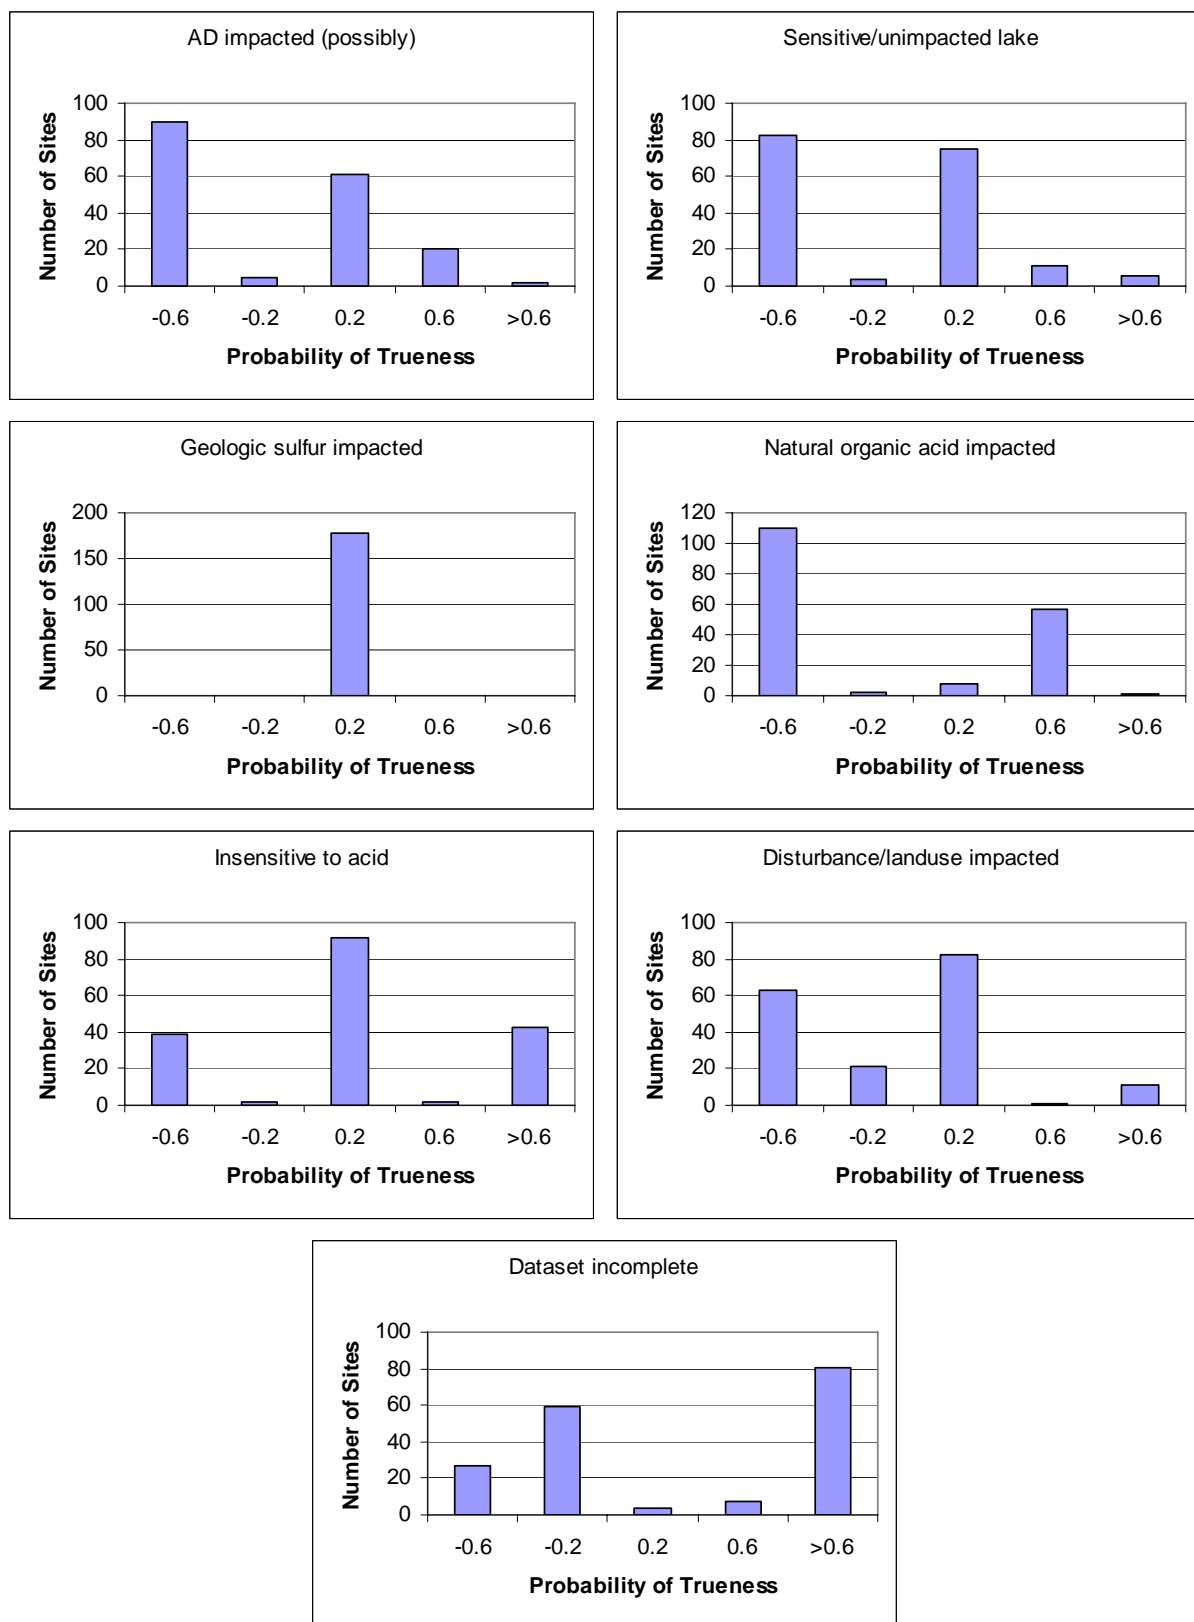 AD impacted (possibly)
100
80
60
40
20
0
-0.6 -0.2 0.2 0.6 >0.6
Number of Sites
Probability of Trueness
Sensitive/unimpacted lake
100
80
60
40
20
0
-0.6 -0.2 0.2 0.6 >0.6
Number of Sites
Probability of Trueness
Geologic sulfur impacted
200
150
100
50
0
-0.6 -0.2 0.2 0.6 >0.6
Number of Sites
Probability of Trueness
Natural organic acid impacted
120
100
80
60
40
20
0
-0.6 -0.2 0.2 0.6 >0.6
Number of Sites
Probability of Trueness
Insensitive to acid
100
80
60
40
20
0
-0.6 -0.2 0.2 0.6 >0.6
Number of Sites
Probability of Trueness
Disturbance/landuse impacted
100
80
60
40
20
0
-0.6 -0.2 0.2 0.6 >0.6
Number of Sites
Probability of Trueness
Dataset incomplete
100
80
60
40
20
0
-0.6 -0.2 0.2 0.6 >0.6
Number of Sites
Probability of Trueness